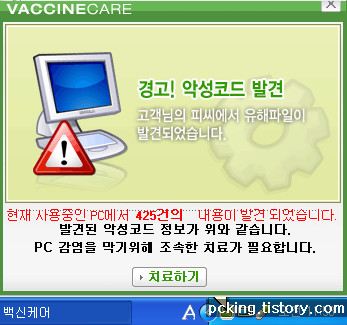 VACCINECARE
경고! 악성코드 발견
고객님의 피씨에서 유해파일이
발견되었습니다.
현재 사용중인 PC에서 425건의 내용이 발견 되었습니다.
발견된 악성코드 정보가 위와 같습니다.
PC 감염을 막기위해 조속한 치료가 필요합니다.
치료하기
백신케어
A
pcking.tistory.com